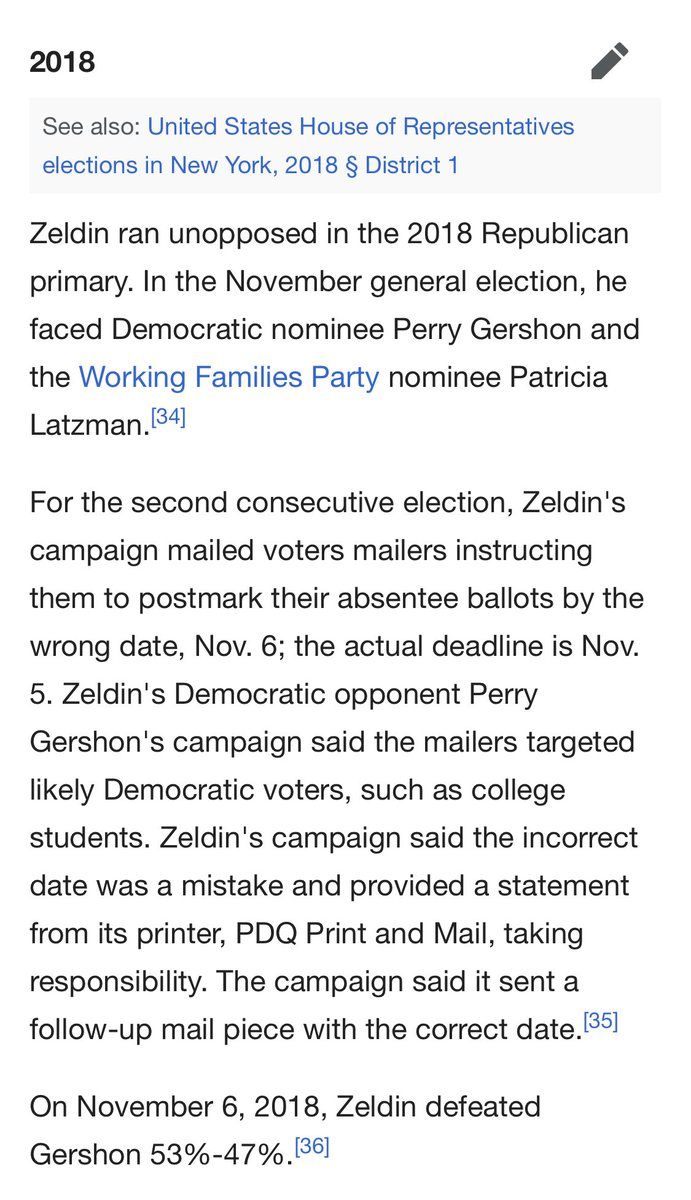 2018
See also: United States House of Representatives
elections in New York, 2018 § District 1
Zeldin ran unopposed in the 2018 Republican
primary. In the November general election, he
faced Democratic nominee Perry Gershon and
the Working Families Party nominee Patricia
Latzman.[34]
For the second consecutive election, Zeldin's
campaign mailed voters mailers instructing
them to postmark their absentee ballots by the
wrong date, Nov. 6; the actual deadline is Nov.
5. Zeldin's Democratic opponent Perry
Gershon's campaign said the mailers targeted
likely Democratic voters, such as college
students. Zeldin's campaign said the incorrect
date was a mistake and provided a statement
from its printer, PDQ Print and Mail, taking
responsibility. The campaign said it sent a
follow-up mail piece with the correct date.[35]
On November 6, 2018, Zeldin defeated
Gershon 53%-47%.[36]